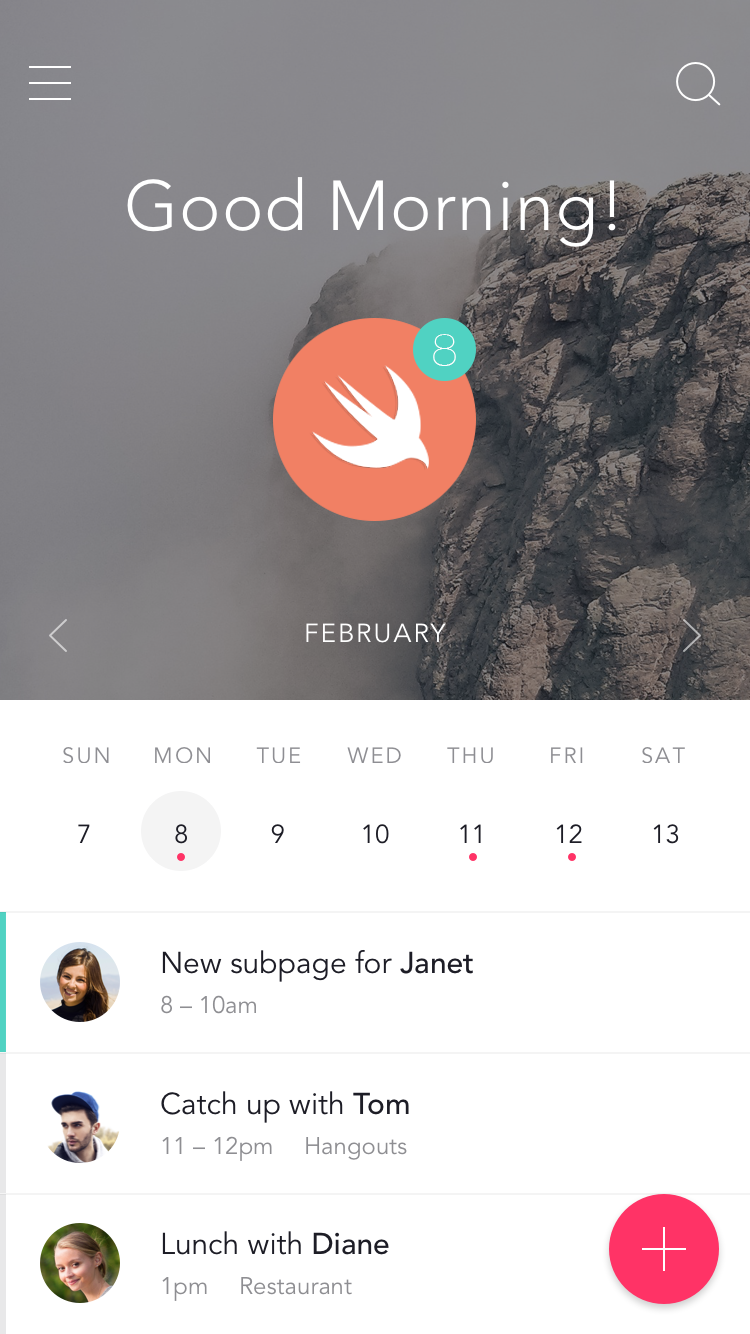 Good Morning!
8
FEBRUARY
SUN MON TUE WED THU FRI SAT
7 8 9 10 11 12 13
New subpage for Janet
8 – 10am
Catch up with Tom
11 – 12pm Hangouts
Lunch with Diane
1pm Restaurant